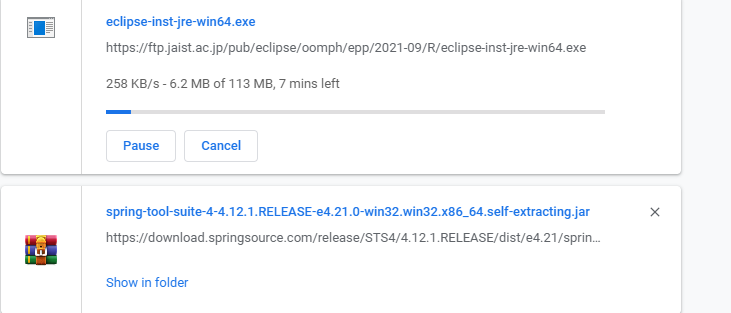 eclipse-inst-jre-win64.exe
https://ftp.jaist.ac.jp/pub/eclipse/oomph/epp/2021-09/R/eclipse-inst-jre-win64.exe
258 KB/s - 6.2 MB of 113 MB, 7 mins left
Pause Cancel
spring-tool-suite-4-4.12.1.RELEASE-e4.21.0-win32.win32.x86_64.self-extracting.jar
https://download.springsource.com/release/STS4/4.12.1.RELEASE/dist/e4.21/sprin…
Show in folder